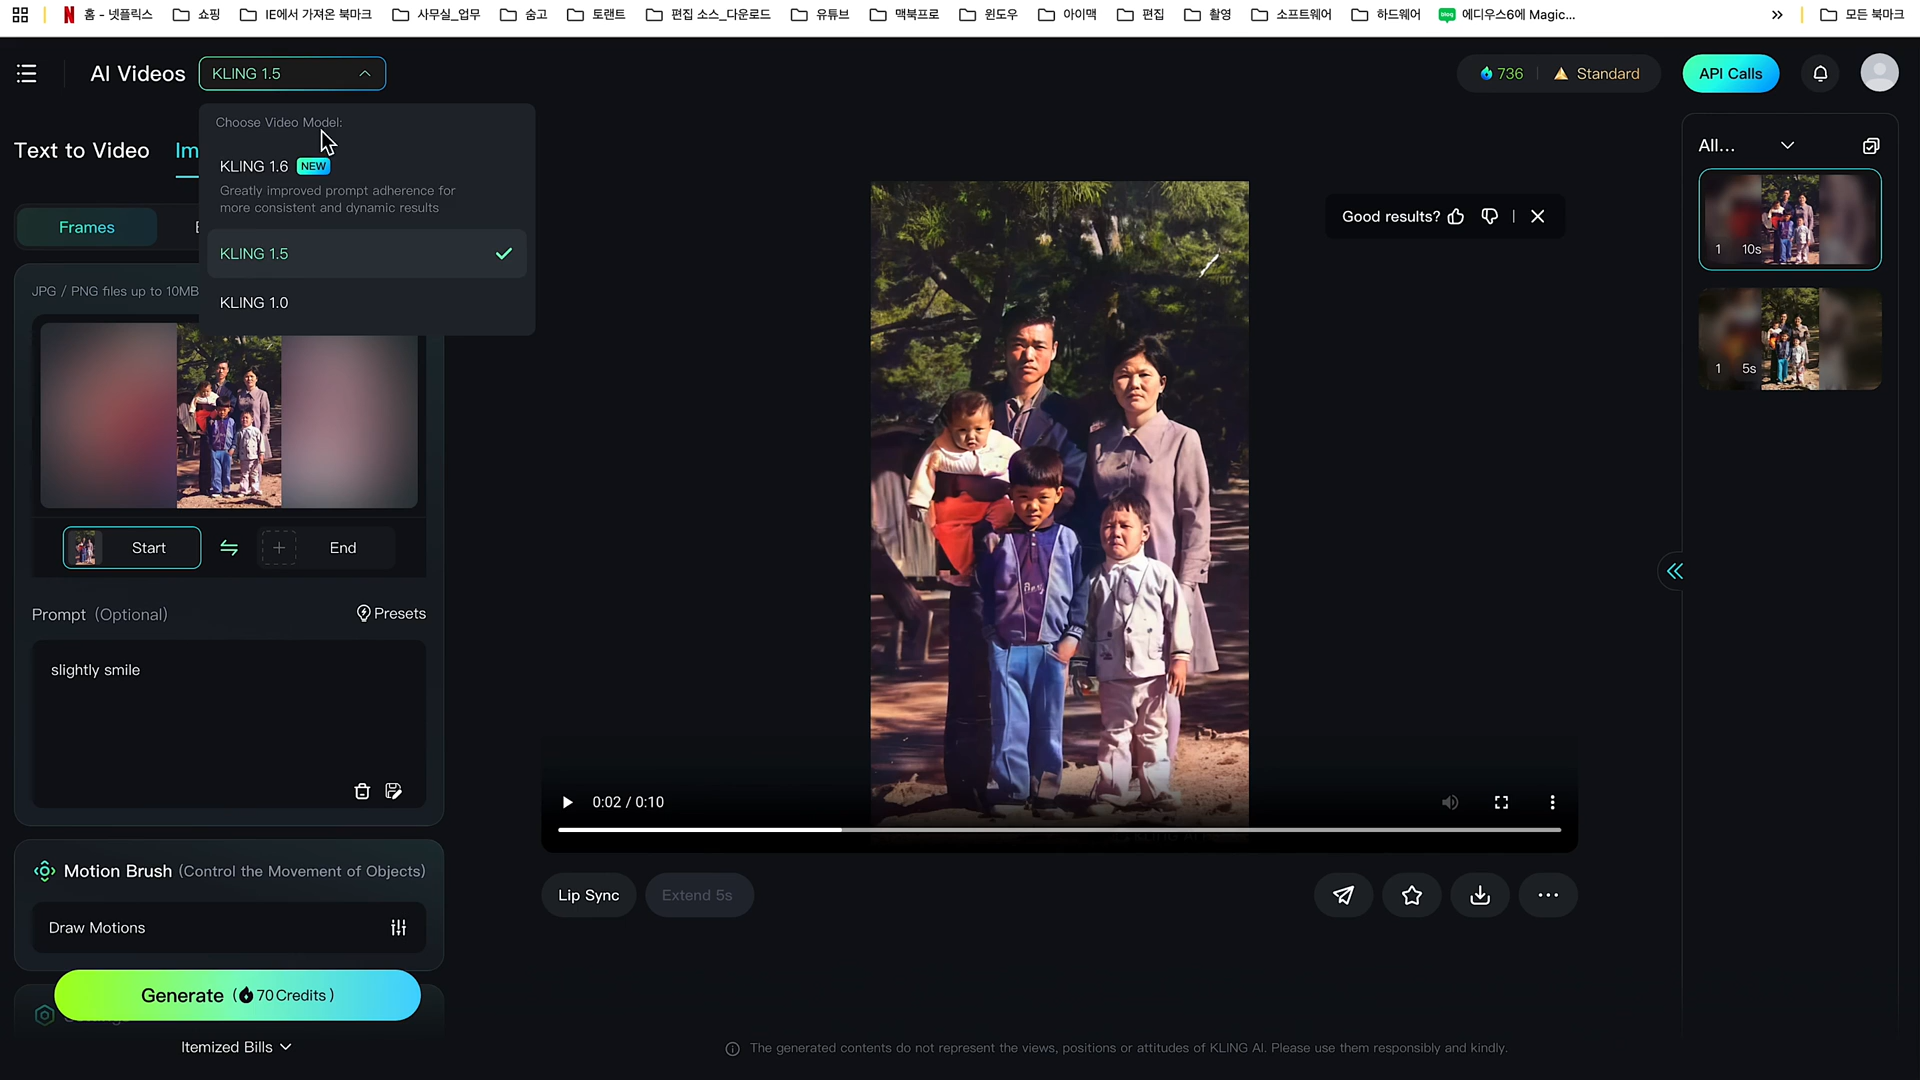 홈 - 넷플릭스 쇼핑 IE에서 가져온 북마크 사무실_업무 숨고 토랜트 편집 소스_다운로드 유튜브 맥북프로 윈도우 아이맥 편집 촬영 소프트웨어 하드웨어 에디우스6에 Magic... 모든 북마크
AI Videos KLING 1.5 736 Standard API Calls
Choose Video Model:
Text to Video Im
KLING 1.6 NEW
Greatly improved prompt adherence for
more consistent and dynamic results
KLING 1.5
KLING 1.0
Frames
JPG / PNG files up to 10MB
Start End
Prompt (Optional) Presets
slightly smile
Motion Brush (Control the Movement of Objects)
Draw Motions
Generate ( 70 Credits )
Itemized Bills
Good results?
0:02 / 0:10
Lip Sync Extend 5s
The generated contents do not represent the views, positions or attitudes of KLING AI. Please use them responsibly and kindly.
All...
1 10s
1 5s